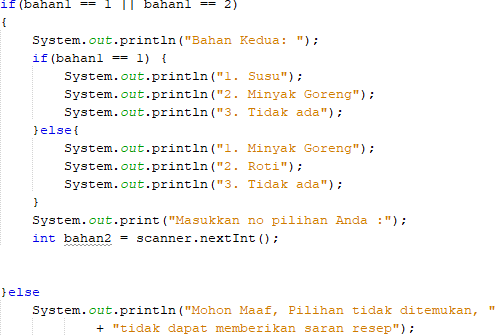 if(bahan1 == 1 || bahan1 == 2)
{
System.out.println("Bahan Kedua: ");
if(bahan1 == 1) {
System.out.println("1. Susu");
System.out.println("2. Minyak Goreng");
System.out.println("3. Tidak ada");
}else{
System.out.println("1. Minyak Goreng");
System.out.println("2. Roti");
System.out.println("3. Tidak ada");
}
System.out.print("Masukkan no pilihan Anda :");
int bahan2 = scanner.nextInt();
}else
System.out.println("Mohon Maaf, Pilihan tidak ditemukan, "
+ "tidak dapat memberikan saran resep");